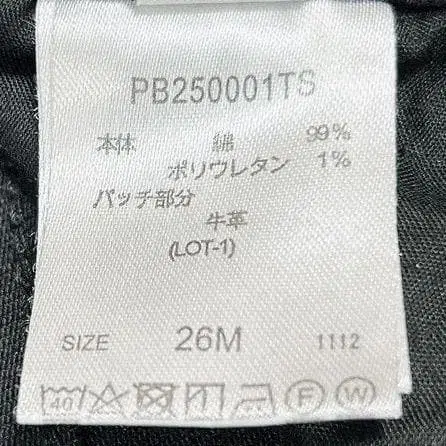 PB250001TS
本体 綿 99%
ポリウレタン 1%
パッチ部分
牛革
(LOT-1)
SIZE 26M 1112
40 F W